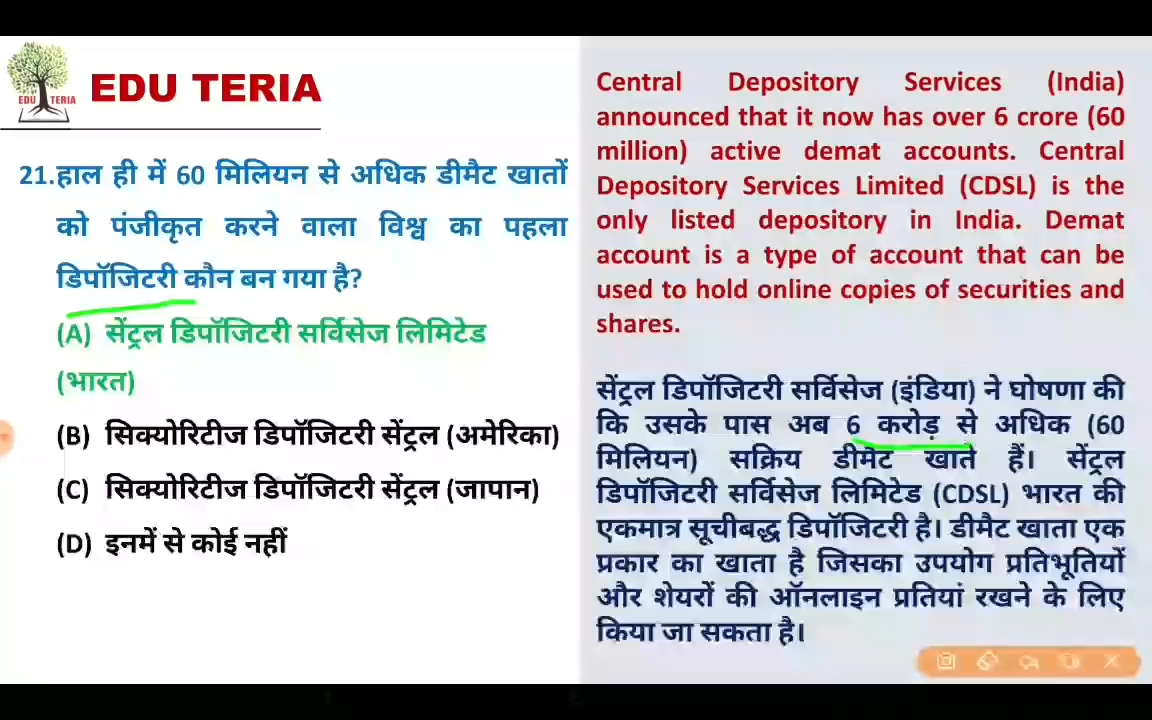 EDU TERIA
EDU TERIA
21.हाल ही में 60 मिलियन से अधिक डीमैट खातों
को पंजीकृत करने वाला विश्व का पहला
डिपॉजिटरी कौन बन गया है?
(A) सेंट्रल डिपॉजिटरी सर्विसेज लिमिटेड
(भारत)
(B) सिक्योरिटीज डिपॉजिटरी सेंट्रल (अमेरिका)
(C) सिक्योरिटीज डिपॉजिटरी सेंट्रल (जापान)
(D) इनमें से कोई नहीं
Central Depository Services (India)
announced that it now has over 6 crore (60
million) active demat accounts. Central
Depository Services Limited (CDSL) is the
only listed depository in India. Demat
account is a type of account that can be
used to hold online copies of securities and
shares.
सेंट्रल डिपॉजिटरी सर्विसेज (इंडिया) ने घोषणा की
कि उसके पास अब 6 करोड़ से अधिक (60
मिलियन) सक्रिय डीमैट खाते हैं। सेंट्रल
डिपॉजिटरी सर्विसेज लिमिटेड (CDSL) भारत की
एकमात्र सूचीबद्ध डिपॉजिटरी है। डीमैट खाता एक
प्रकार का खाता है जिसका उपयोग प्रतिभूतियों
और शेयरों की ऑनलाइन प्रतियां रखने के लिए
किया जा सकता है।